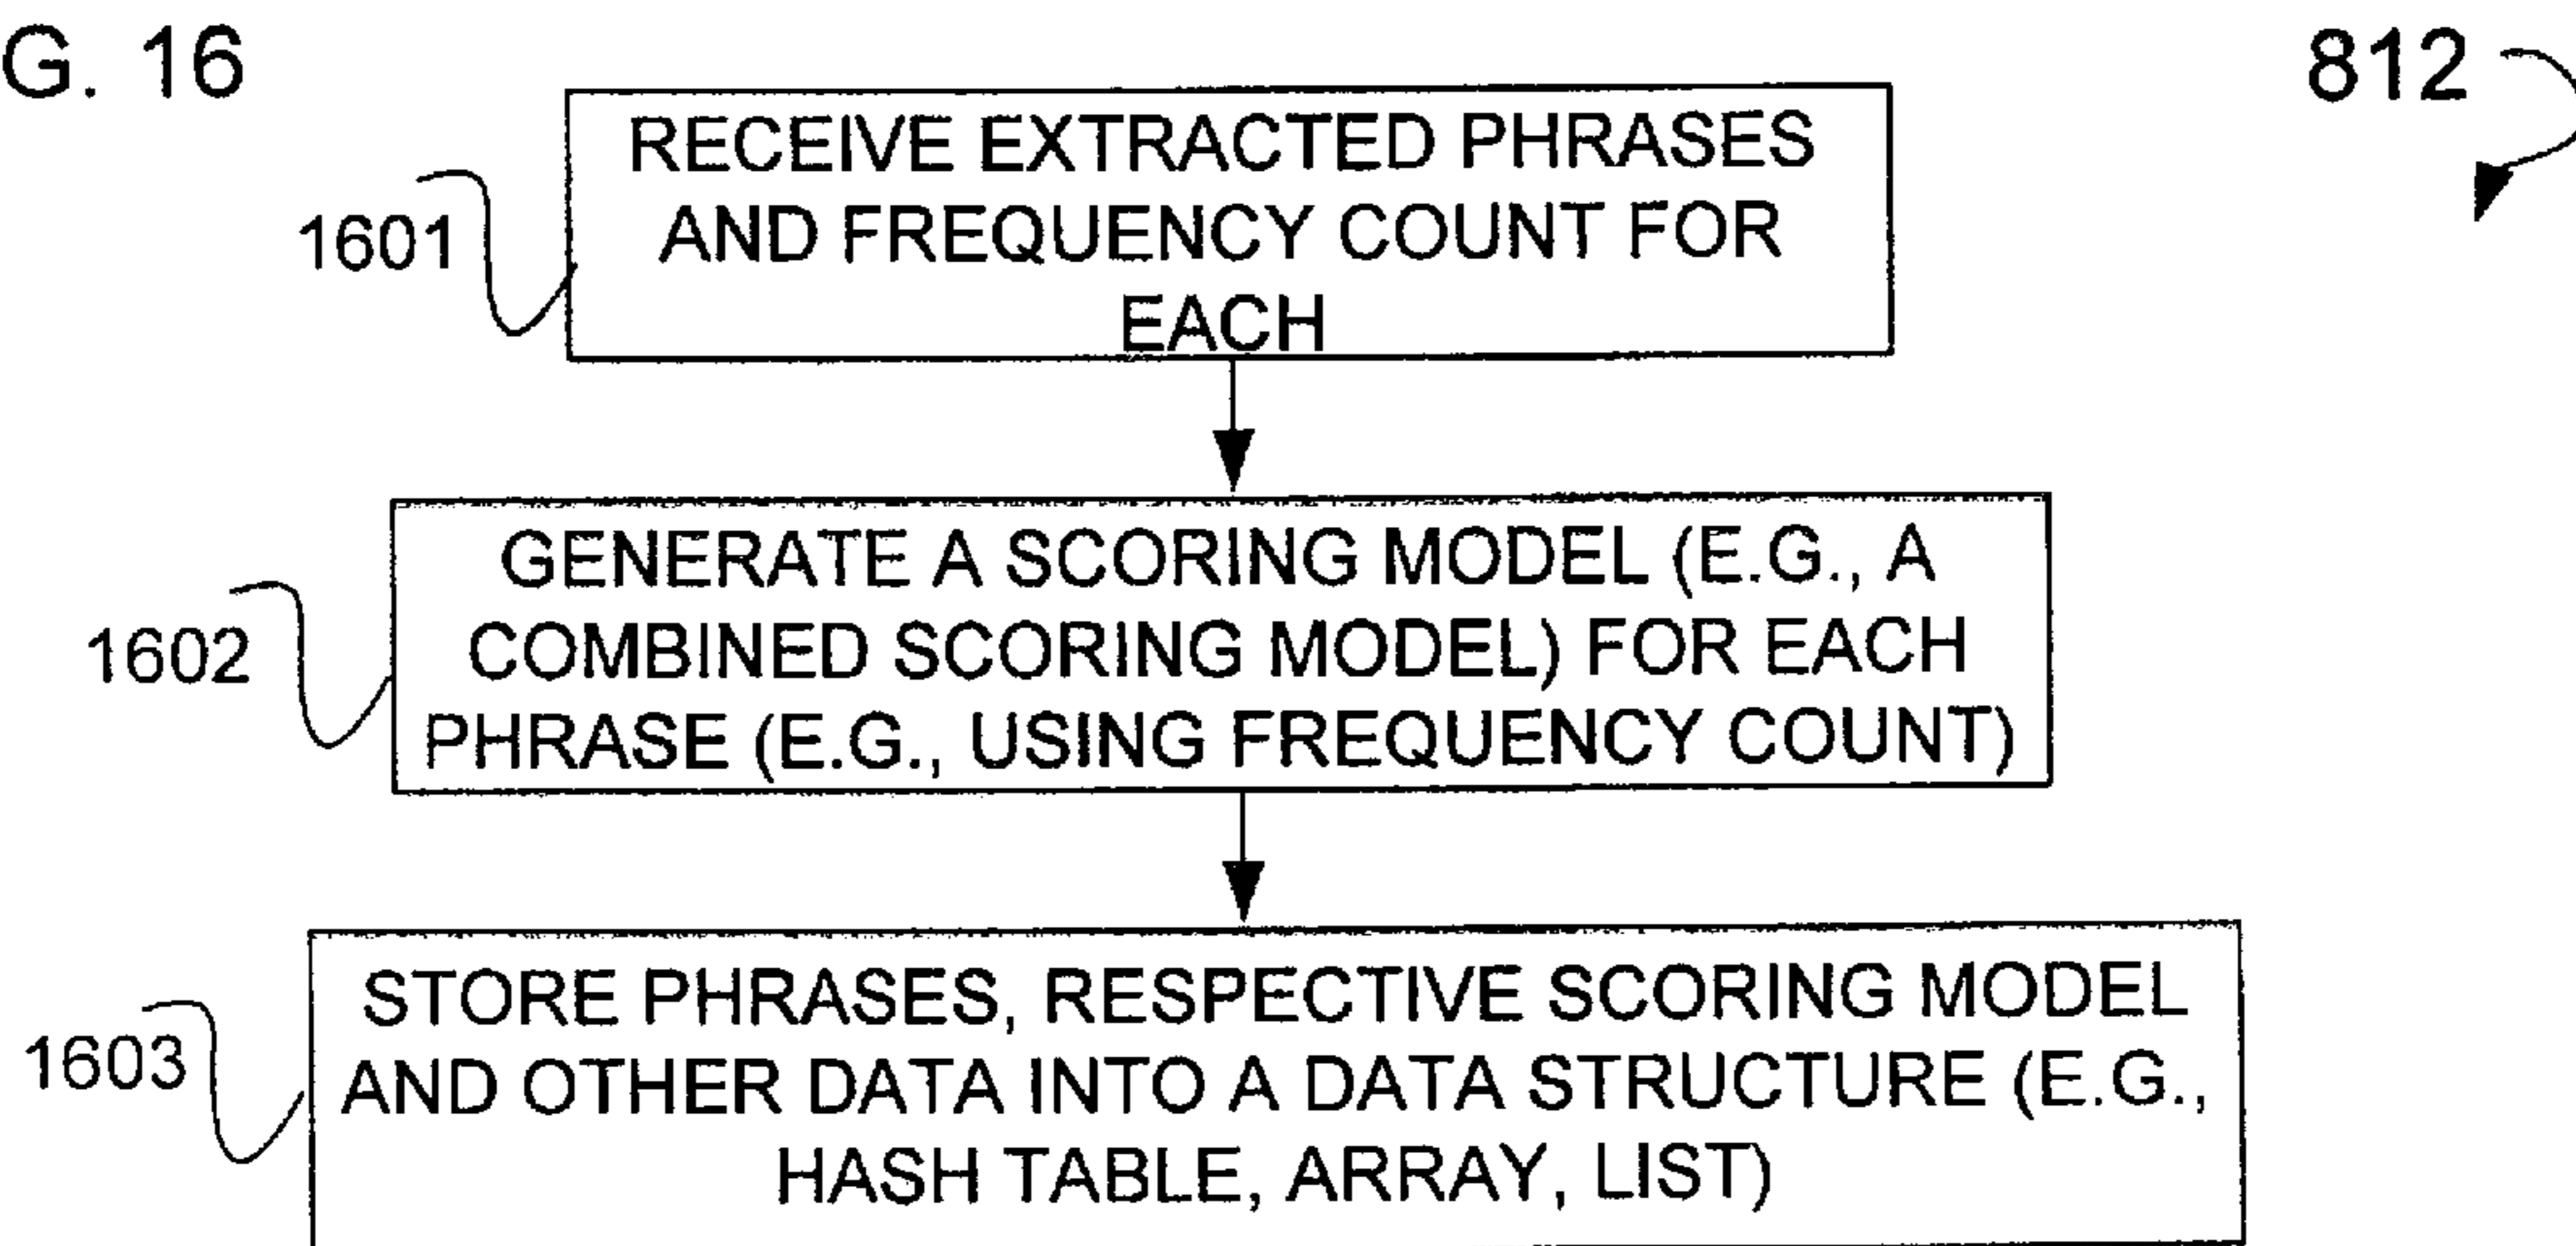 G. 16
812
RECEIVE EXTRACTED PHRASES
AND FREQUENCY COUNT FOR
EACH
1601
GENERATE A SCORING MODEL (E.G., A
COMBINED SCORING MODEL) FOR EACH
PHRASE (E.G., USING FREQUENCY COUNT)
1602
STORE PHRASES, RESPECTIVE SCORING MODEL
AND OTHER DATA INTO A DATA STRUCTURE (E.G.,
HASH TABLE, ARRAY, LIST)
1603